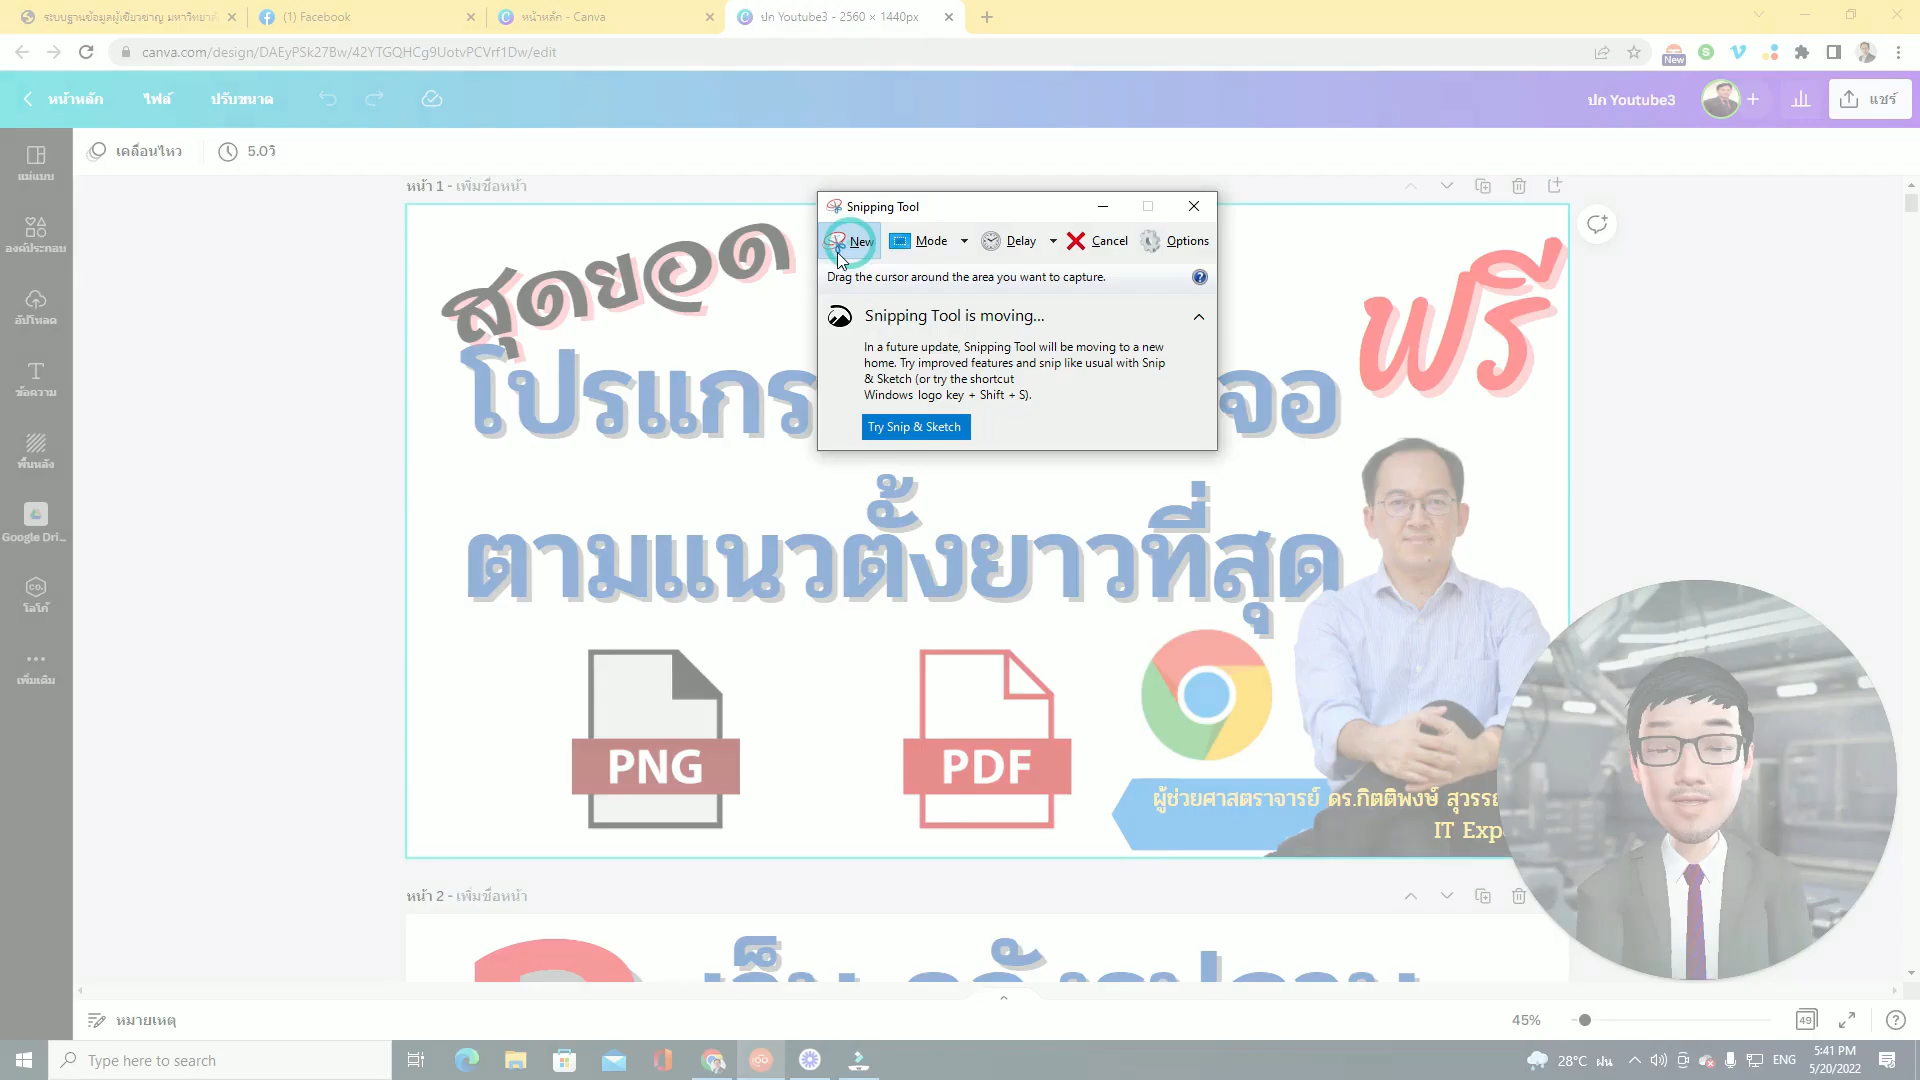 ระบบฐานข้อมูลผู้เชี่ยวชาญ มหาวิทยาลั
(1) Facebook
หน้าหลัก - Canva
ปก Youtube3 - 2560 × 1440px
canva.com/design/DAEyPSk27Bw/42YTGQHCg9UotvPCVrf1Dw/edit
New
หน้าหลัก
ไฟล์
ปรับขนาด
ปก Youtube3
แชร์
เคลื่อนไหว
5.0วิ
แม่แบบ
องค์ประกอบ
อัปโหลด
ข้อความ
พื้นหลัง
Google Dri...
CO.
โลโก้
เพิ่มเติม
หน้า 1 - เพิ่มชื่อหน้า
สุดยอด
ฟรี
โปรแกร
จอ
ตามแนวตั้งยาวที่สุด
PNG
PDF
ผู้ช่วยศาสตราจารย์ ดร.กิตติพงษ์ สุวรรณ
IT Exp
Snipping Tool
New
Mode
Delay
Cancel
Options
Drag the cursor around the area you want to capture.
Snipping Tool is moving...
In a future update, Snipping Tool will be moving to a new
home. Try improved features and snip like usual with Snip
& Sketch (or try the shortcut
Windows logo key + Shift + S).
Try Snip & Sketch
หน้า 2 - เพิ่มชื่อหน้า
หมายเหตุ
45%
49
Type here to search
28°C ฝน
ENG
5:41 PM
5/20/2022